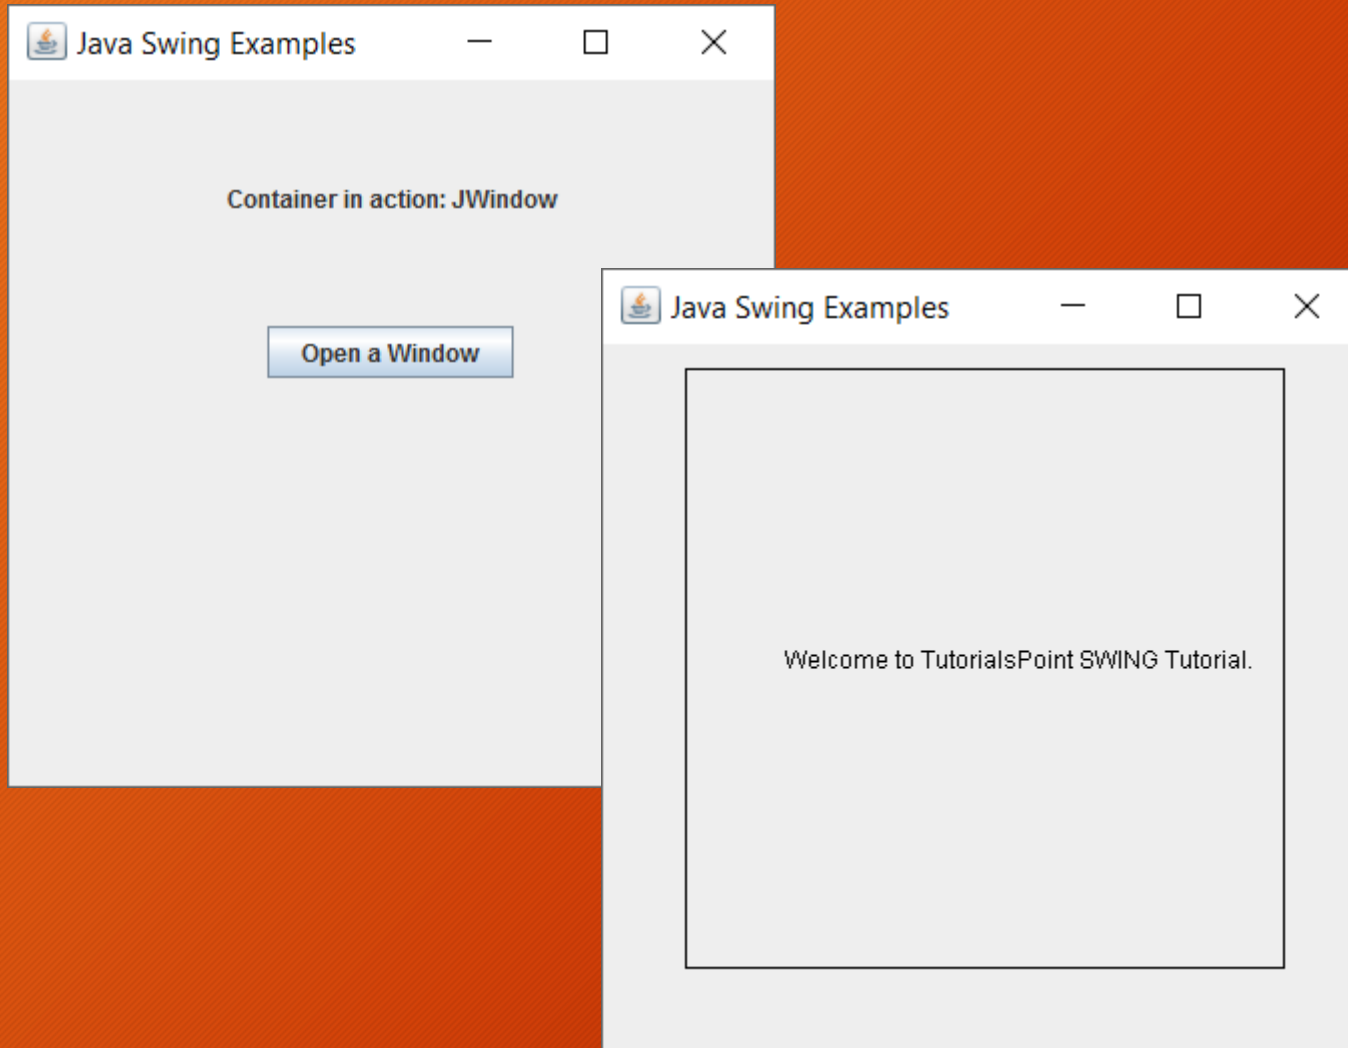 Java Swing Examples
Container in action: JWindow
Open a Window
Java Swing Examples
Welcome to TutorialsPoint SWING Tutorial.